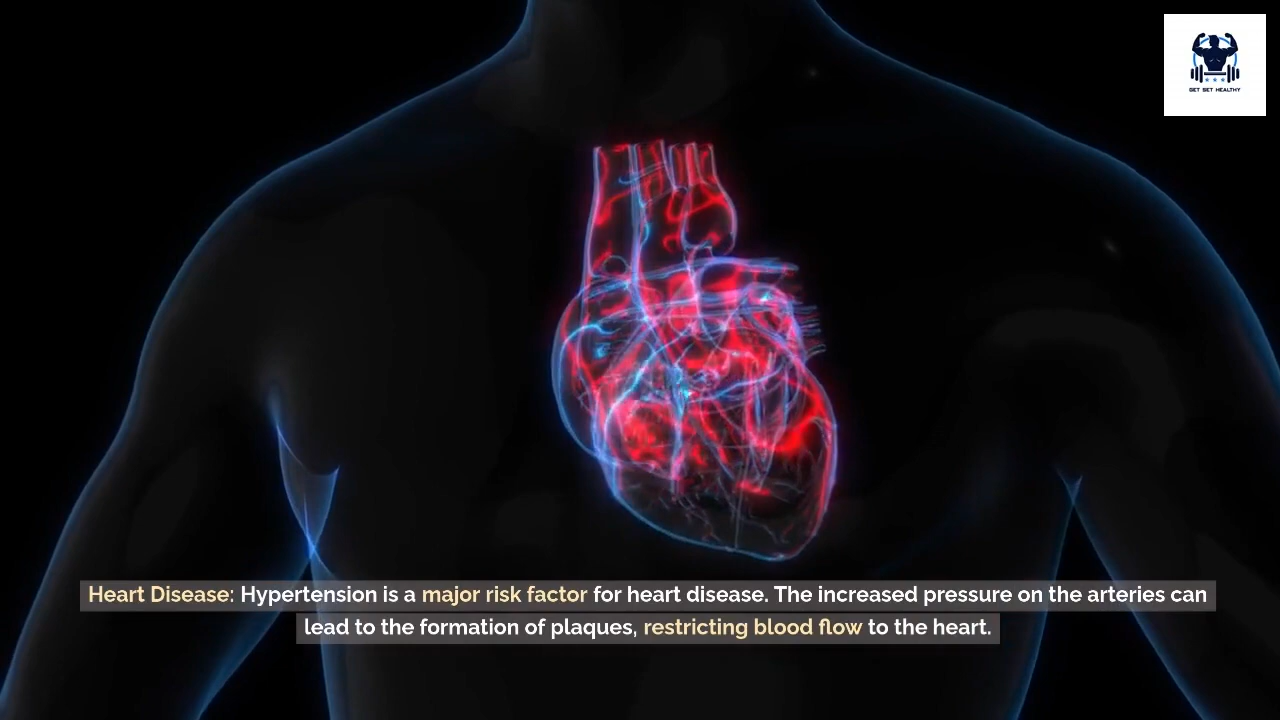 GET SET HEALTHY
Heart Disease: Hypertension is a major risk factor for heart disease. The increased pressure on the arteries can
lead to the formation of plaques, restricting blood flow to the heart.